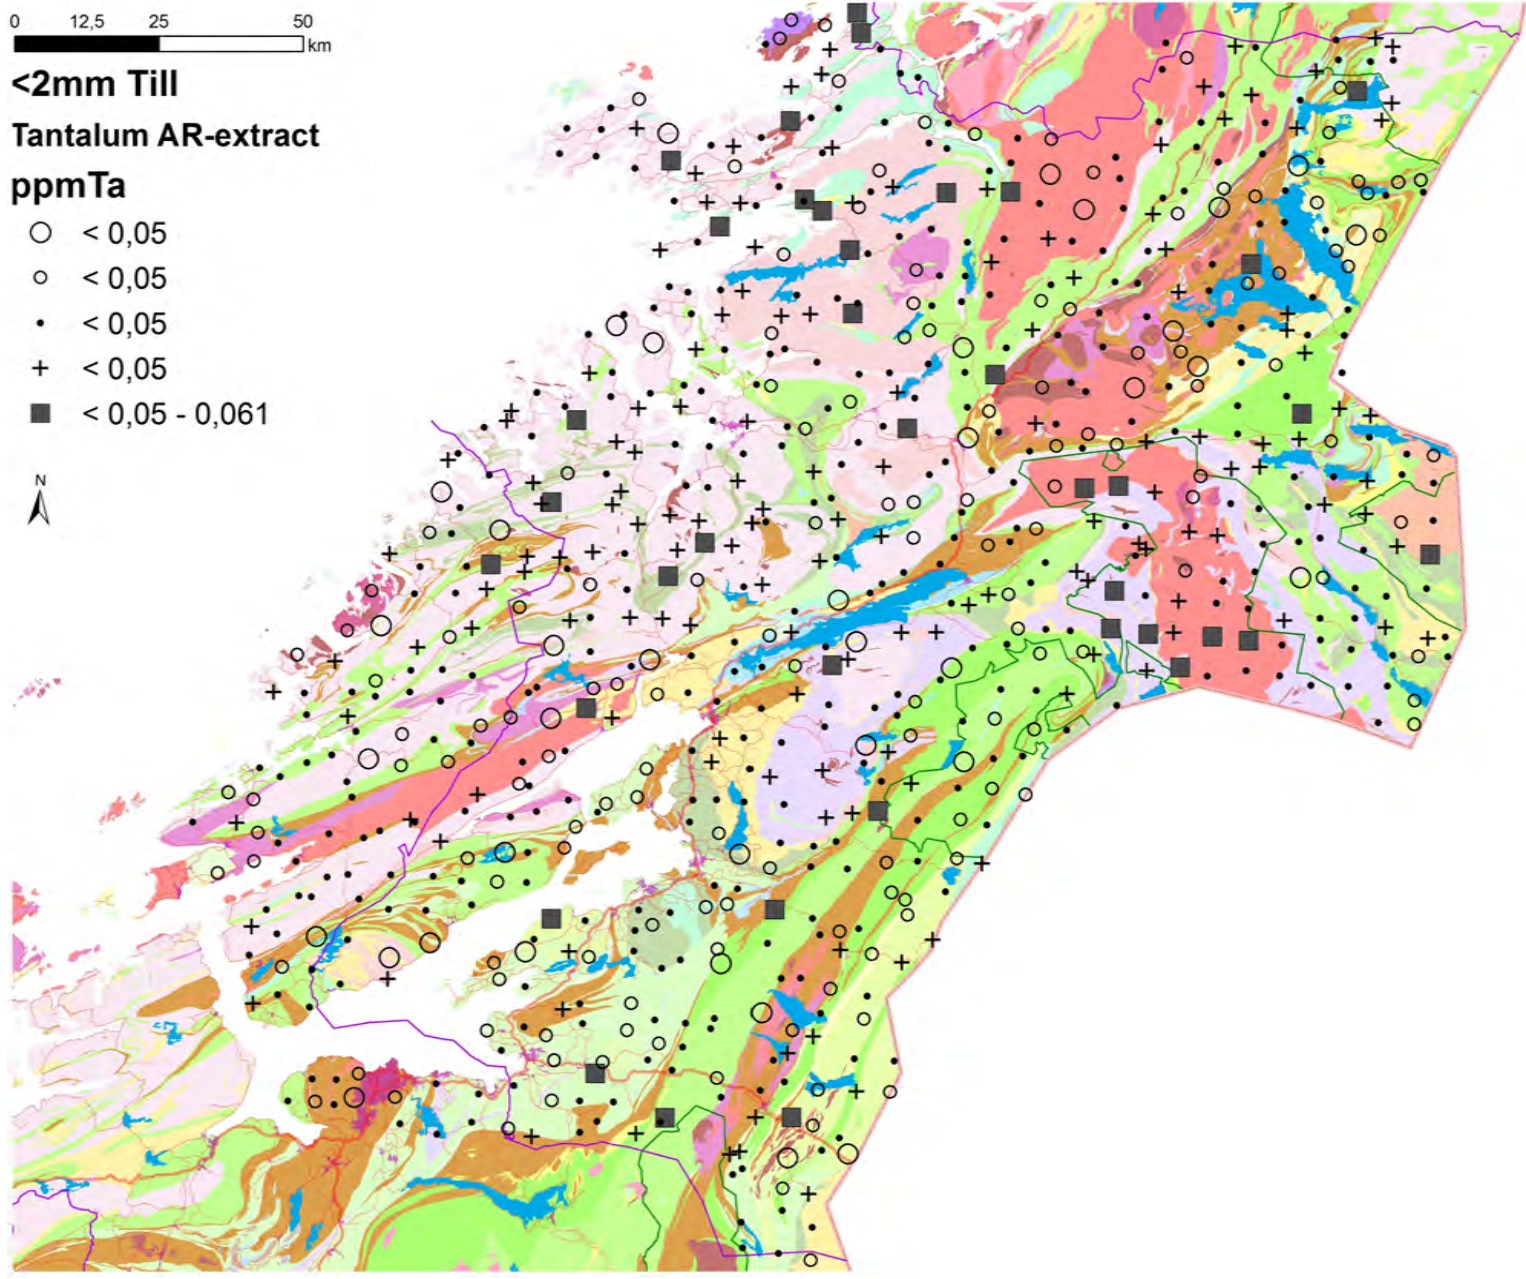 0 12,5 25 50
km
<2mm Till
Tantalum AR-extract
ppmTa
< 0,05
< 0,05
< 0,05
< 0,05
< 0,05 - 0,061
N